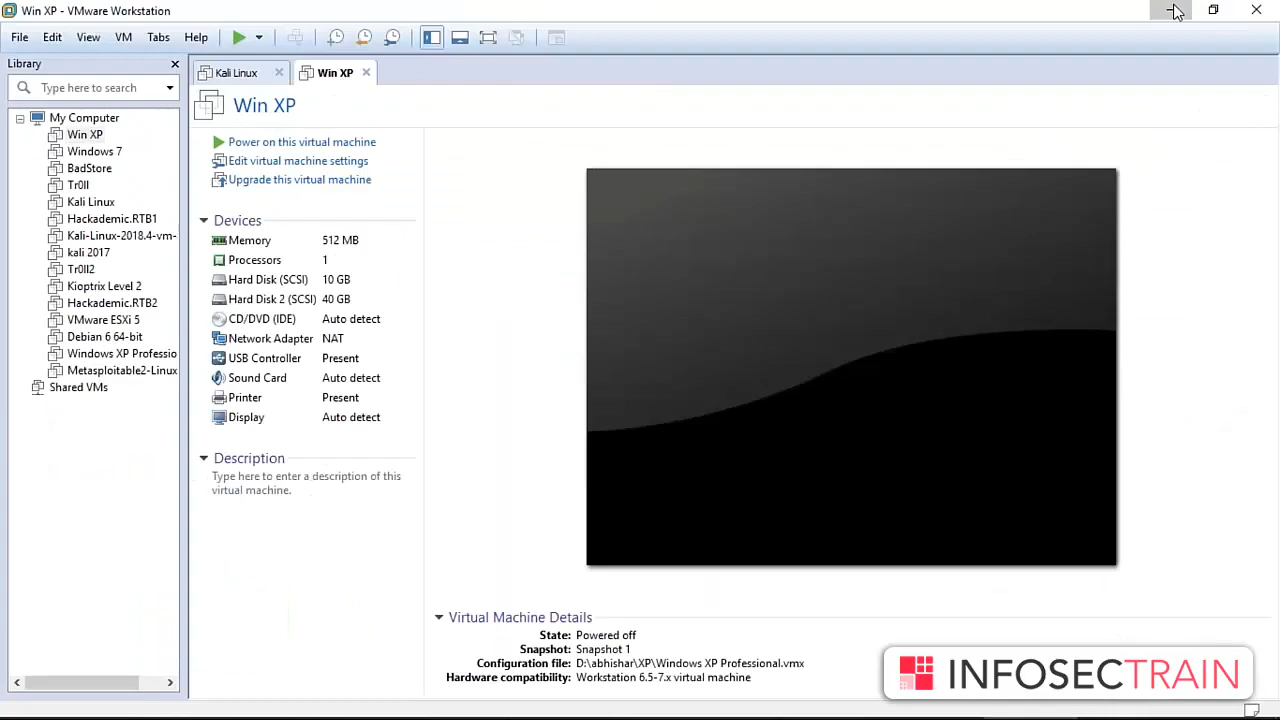 Win XP - VMware Workstation
File Edit View VM Tabs Help
Library
Type here to search
My Computer
Win XP
Windows 7
BadStore
Tr0ll
Kali Linux
Hackademic.RTB1
Kali-Linux-2018.4-vm-
kali 2017
Tr0ll2
Kioptrix Level 2
Hackademic.RTB2
VMware ESXi 5
Debian 6 64-bit
Windows XP Professio
Metasploitable2-Linux
Shared VMs
Kali Linux
Win XP
Win XP
Power on this virtual machine
Edit virtual machine settings
Upgrade this virtual machine
Devices
Memory 512 MB
Processors 1
Hard Disk (SCSI) 10 GB
Hard Disk 2 (SCSI) 40 GB
CD/DVD (IDE) Auto detect
Network Adapter NAT
USB Controller Present
Sound Card Auto detect
Printer Present
Display Auto detect
Description
Type here to enter a description of this
virtual machine.
Virtual Machine Details
State: Powered off
Snapshot: Snapshot 1
Configuration file: D:\abhishar\XP\Windows XP Professional.vmx
Hardware compatibility: Workstation 6.5-7.x virtual machine
INFOSECTRAIN